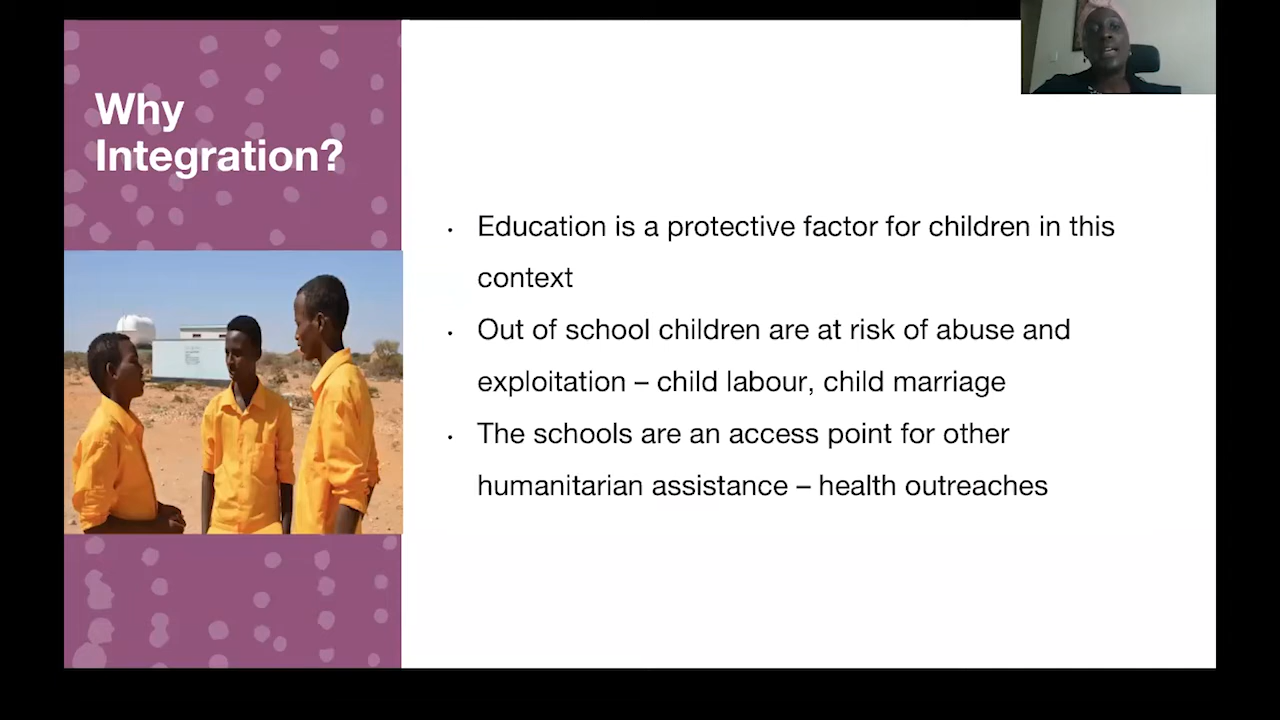 Why
Integration?
• Education is a protective factor for children in this
context
• Out of school children are at risk of abuse and
exploitation – child labour, child marriage
• The schools are an access point for other
humanitarian assistance – health outreaches